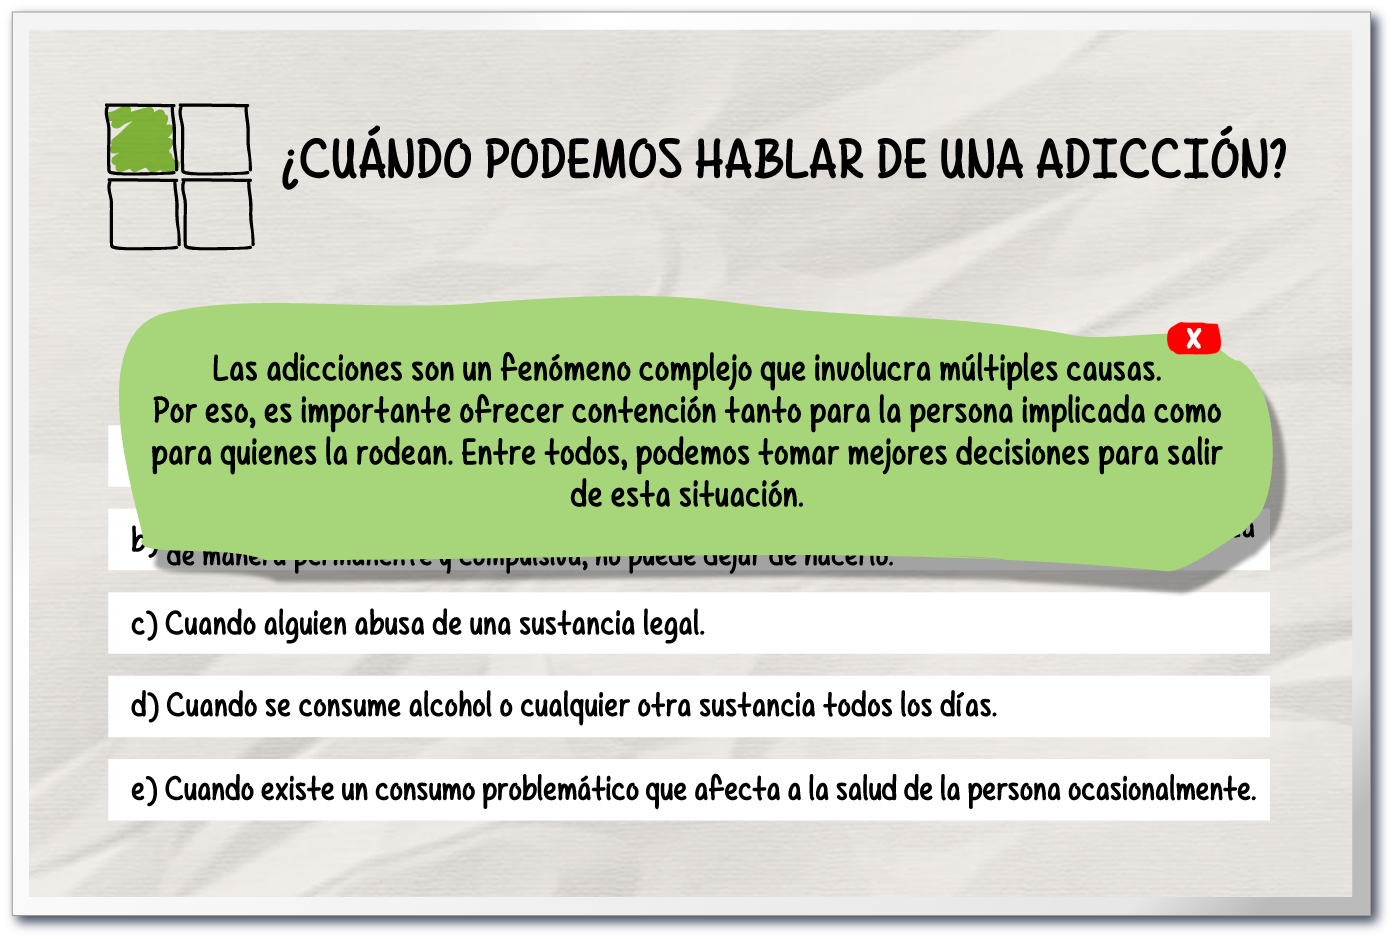 ¿CUÁNDO PODEMOS HABLAR DE UNA ADICCIÓN?
X
Las adicciones son un fenómeno complejo que involucra múltiples causas.
Por eso, es importante ofrecer contención tanto para la persona implicada como
para quienes la rodean. Entre todos, podemos tomar mejores decisiones para salir
de esta situación.
b)
de manera permanente y compulsiva, no puede dejar de hacerlo.
c) Cuando alguien abusa de una sustancia legal.
d) Cuando se consume alcohol o cualquier otra sustancia todos los días.
e) Cuando existe un consumo problemático que afecta a la salud de la persona ocasionalmente.